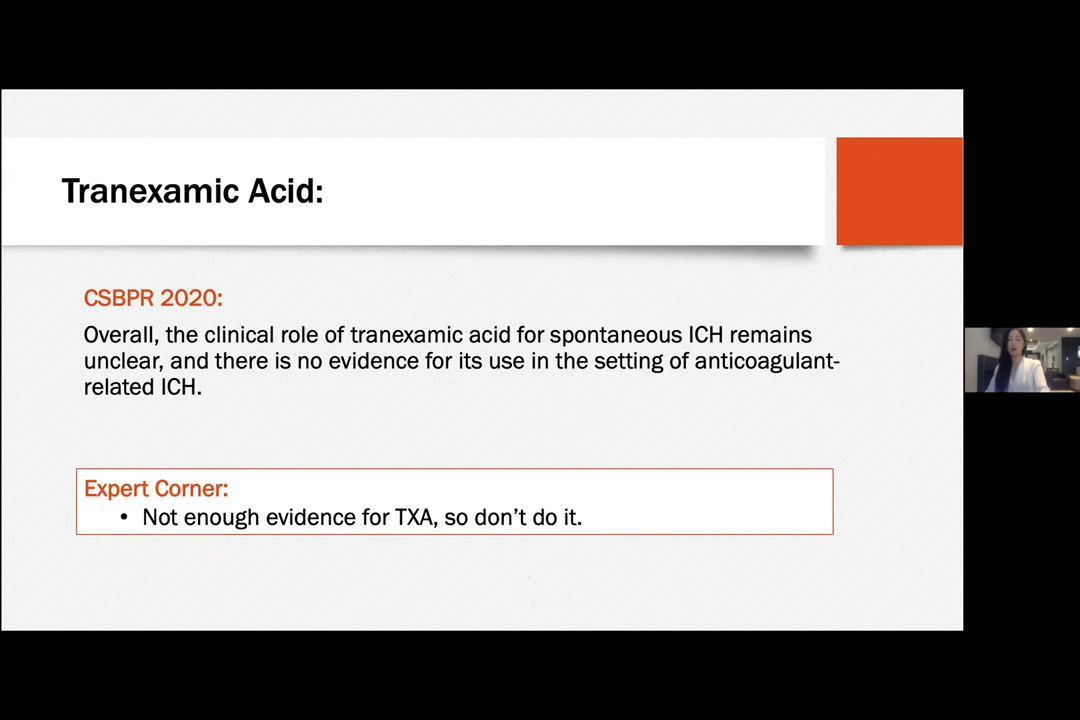 Tranexamic Acid:
CSBPR 2020:
Overall, the clinical role of tranexamic acid for spontaneous ICH remains
unclear, and there is no evidence for its use in the setting of anticoagulant-
related ICH.
Expert Corner:
• Not enough evidence for TXA, so don’t do it.